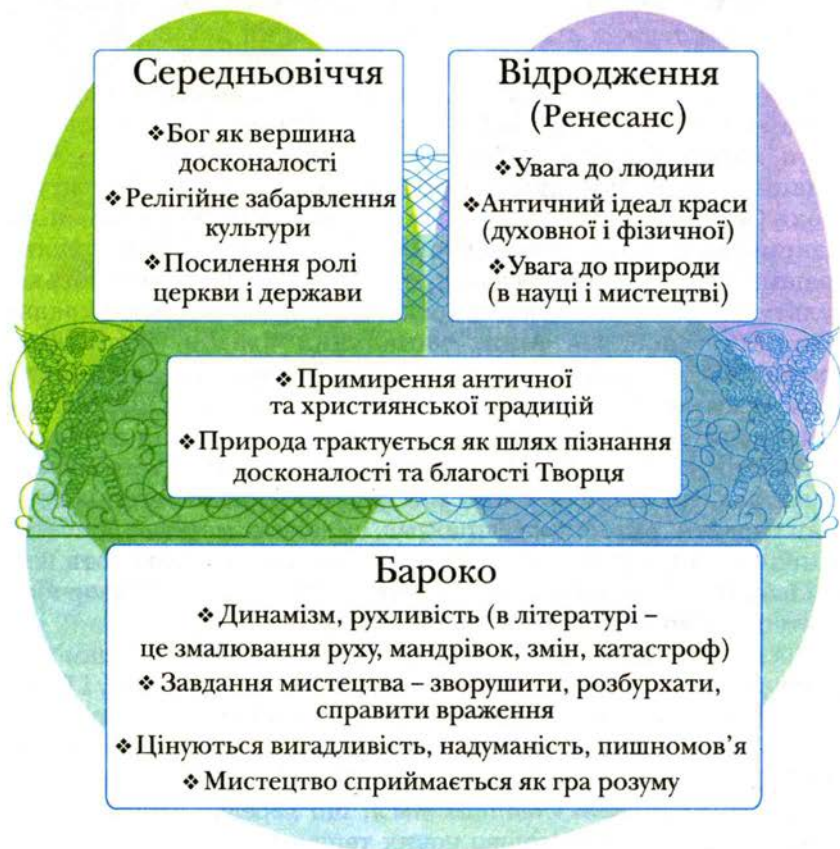 Середньовіччя
❖Бог як вершина
досконалості
❖Релігійне забарвлення
культури
❖Посилення ролі
церкви і держави
Відродження
(Ренесанс)
❖Увага до людини
❖Античний ідеал краси
(духовної і фізичної)
❖Увага до природи
(в науці і мистецтві)
❖Примирення античної
та християнської традицій
❖Природа трактується як шлях пізнання
досконалості та благості Творця
Бароко
❖Динамізм, рухливість (в літературі –
це змалювання руху, мандрівок, змін, катастроф)
❖Завдання мистецтва – зворушити, розбурхати,
справити враження
❖Цінуються вигадливість, надуманість, пишномов’я
❖Мистецтво сприймається як гра розуму